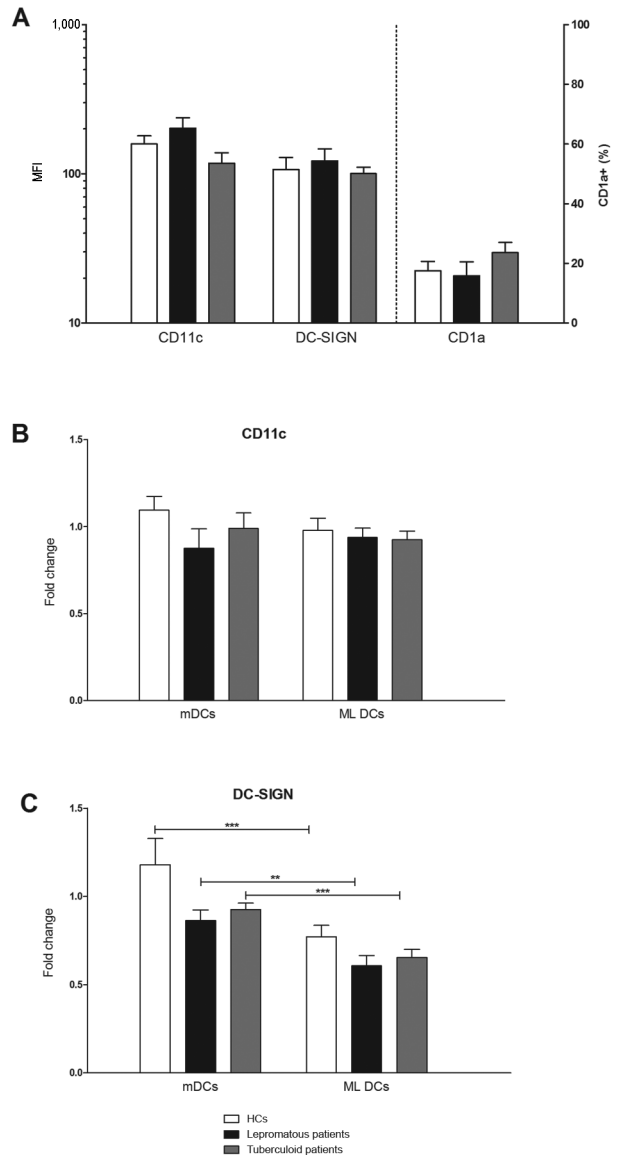 A
1,000
100
10
MFI
100
80
60
40
20
0
CD1a+ (%)
CD11c DC-SIGN CD1a
B
CD11c
1.5
1.0
0.5
0.0
Fold change
mDCs ML DCs
C
DC-SIGN
1.5
1.0
0.5
0.0
Fold change
***
**
***
mDCs ML DCs
HCs
Lepromatous patients
Tuberculoid patients